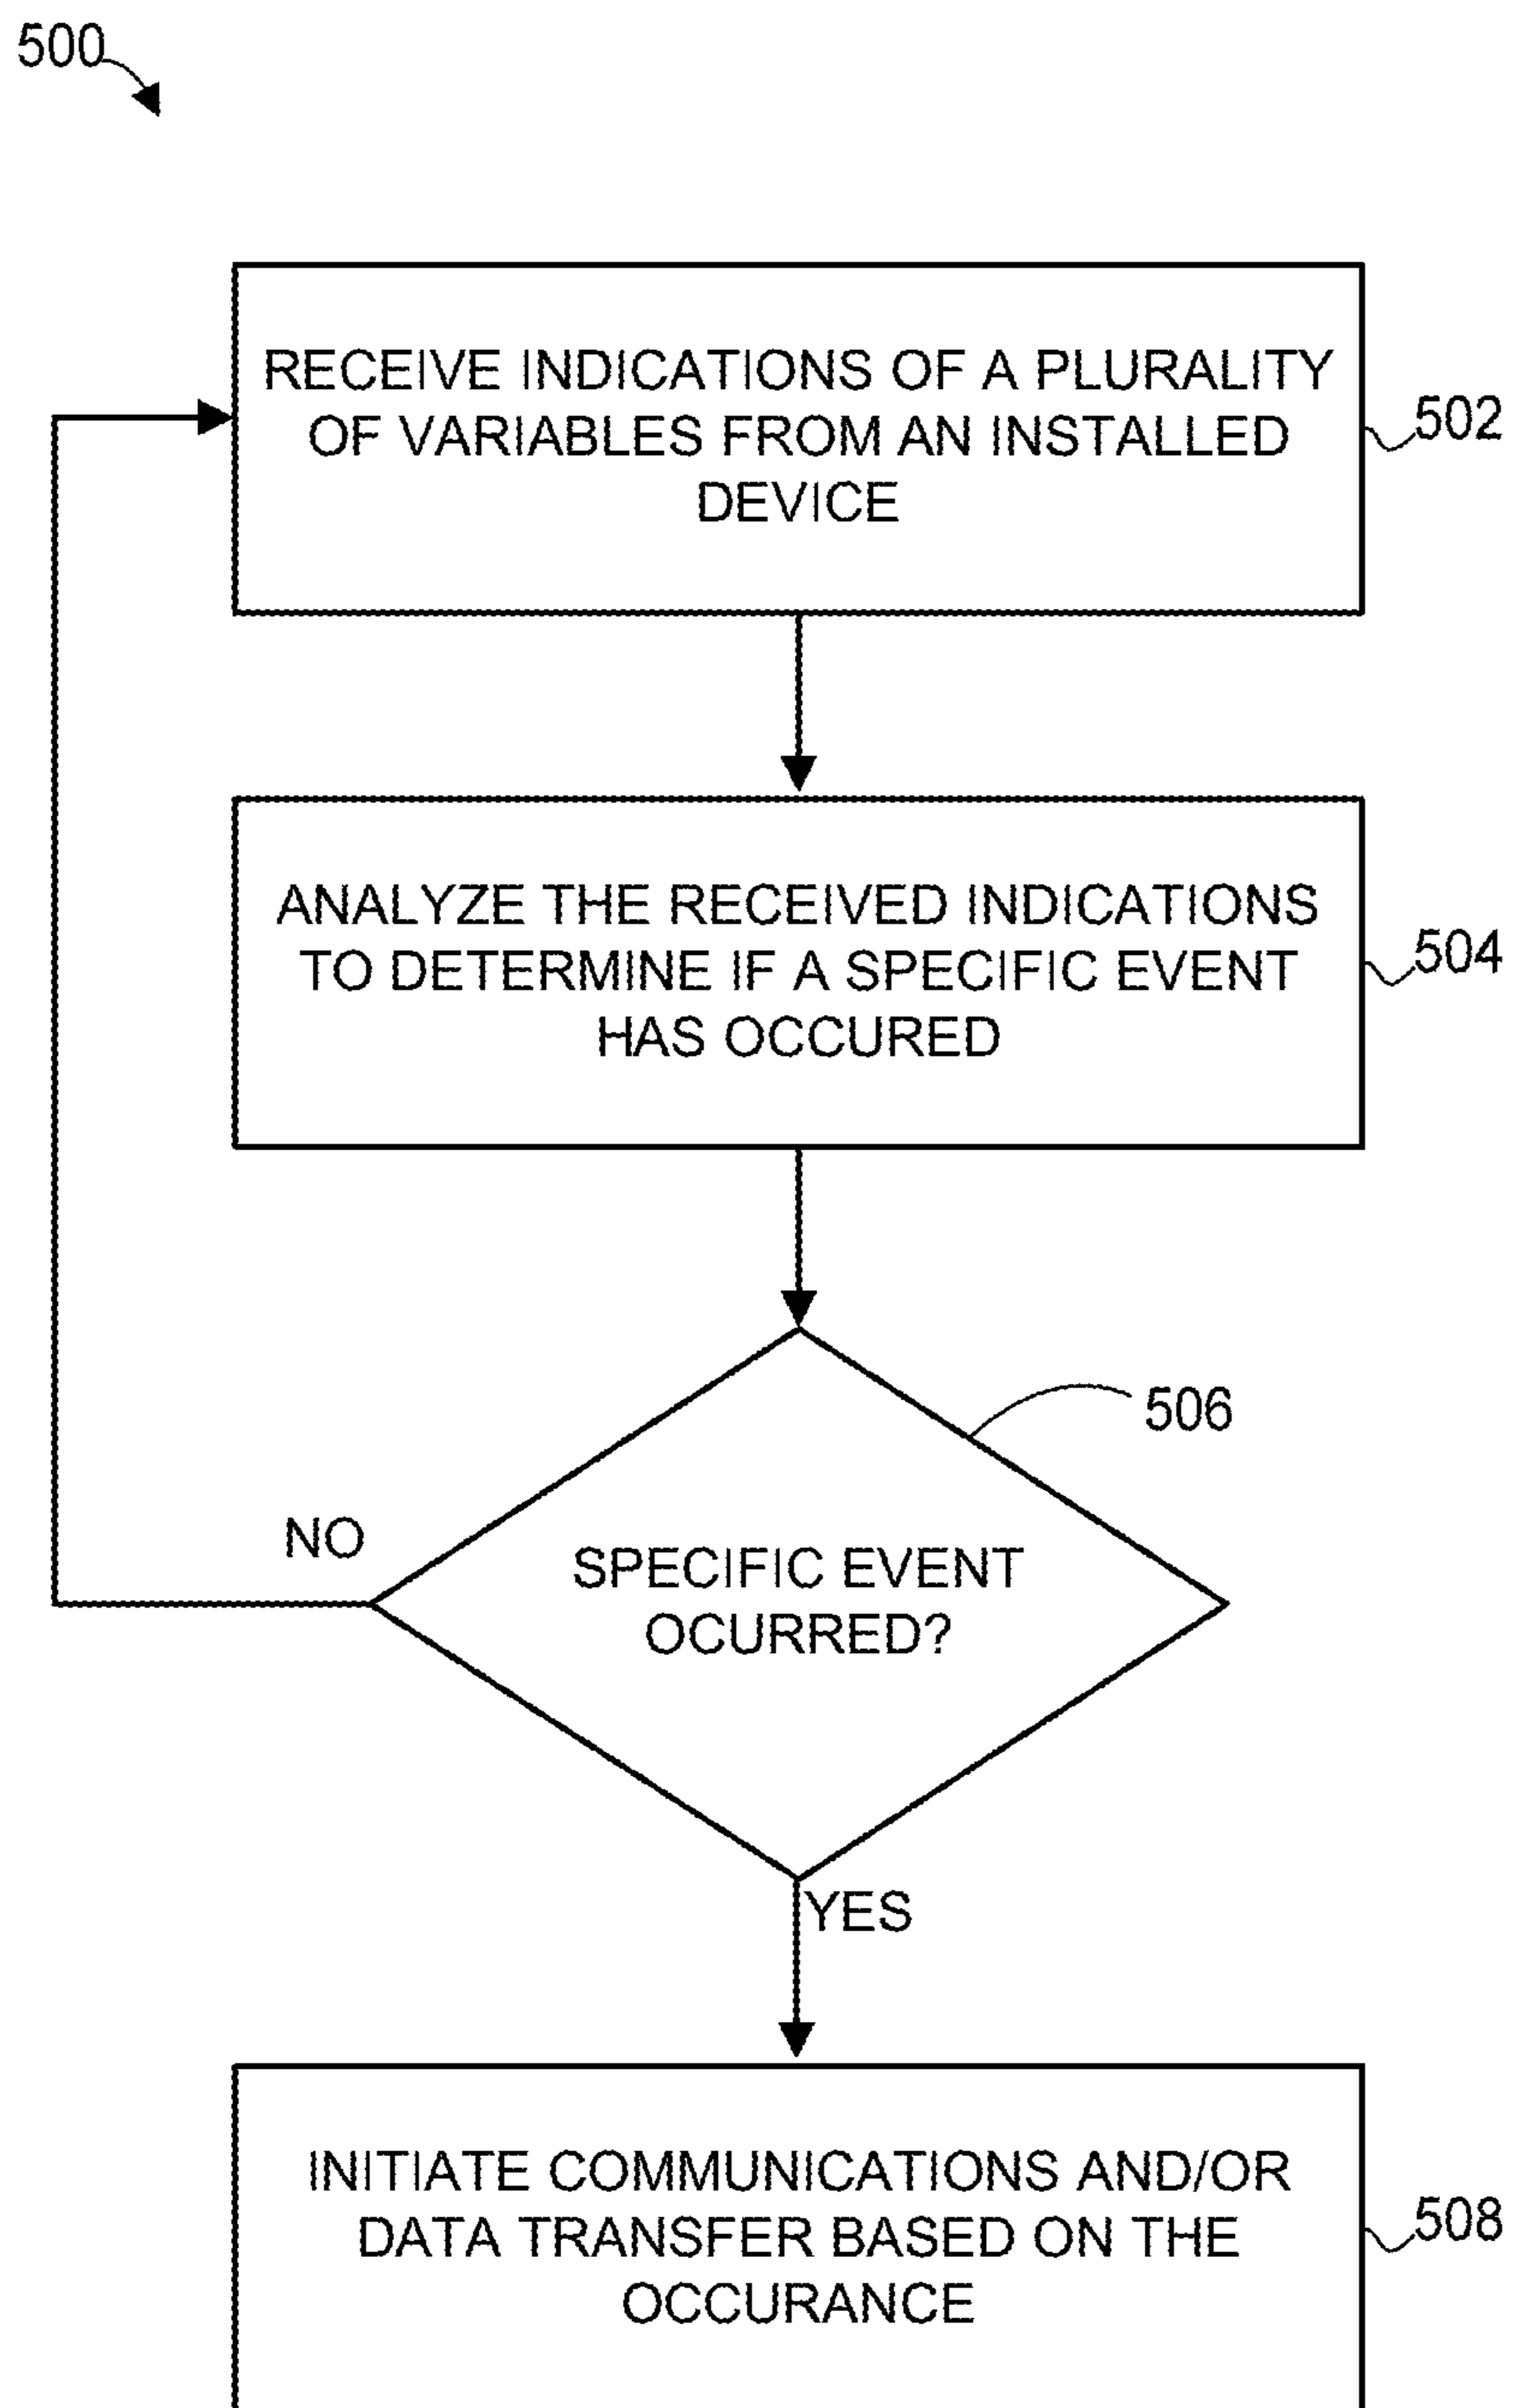 500
RECEIVE INDICATIONS OF A PLURALITY
OF VARIABLES FROM AN INSTALLED
DEVICE
502
ANALYZE THE RECEIVED INDICATIONS
TO DETERMINE IF A SPECIFIC EVENT
HAS OCCURED
504
506
NO
SPECIFIC EVENT
OCURRED?
YES
INITIATE COMMUNICATIONS AND/OR
DATA TRANSFER BASED ON THE
OCCURANCE
508